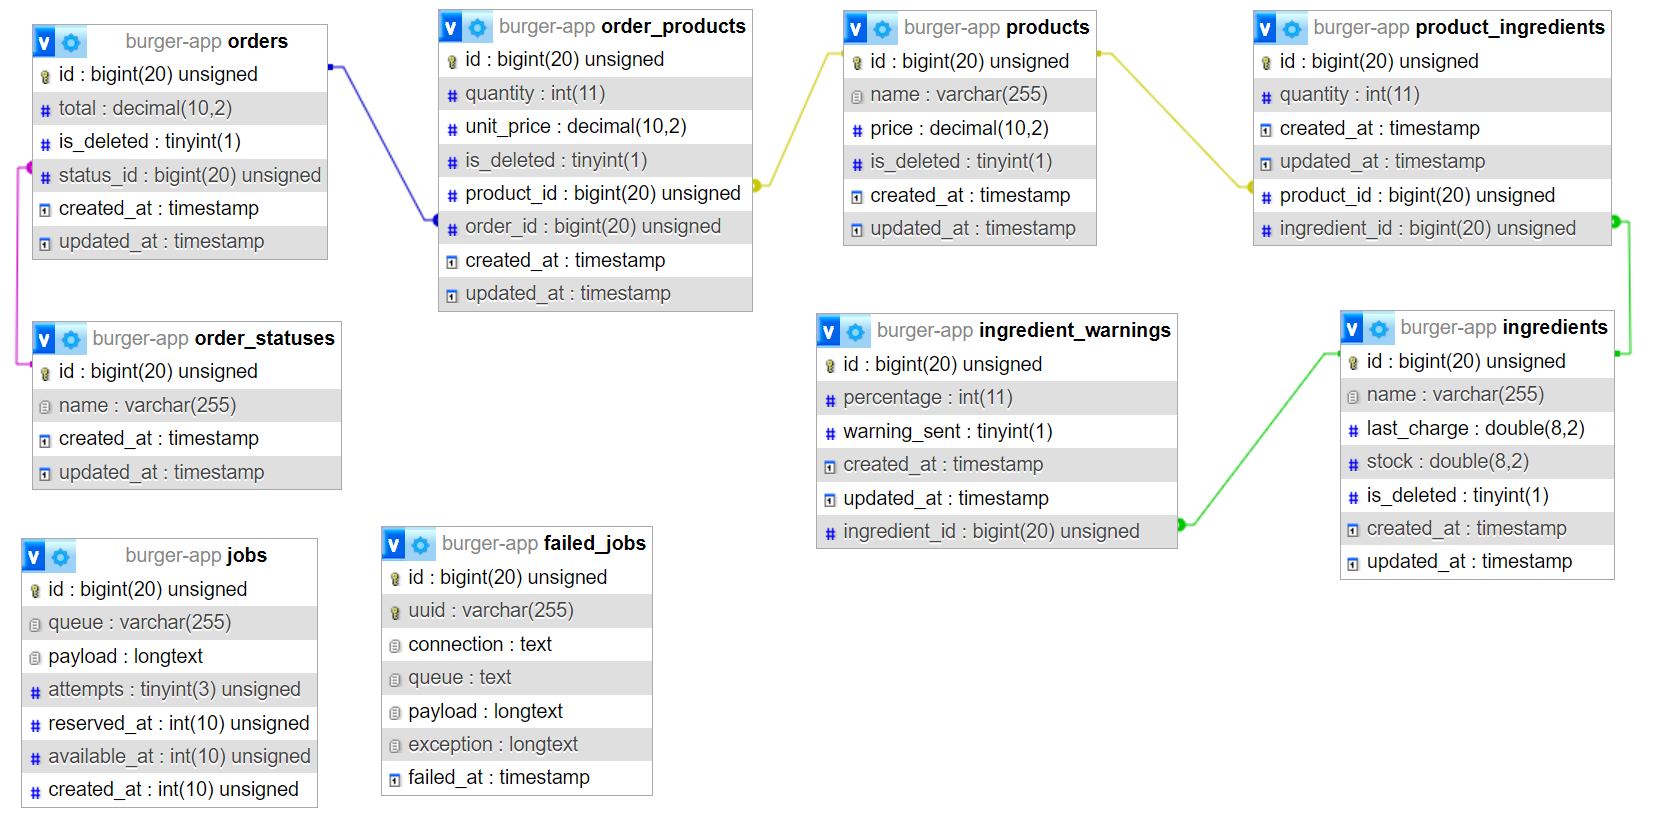 burger-app orders
id : bigint(20) unsigned
total : decimal(10,2)
is_deleted : tinyint(1)
status_id : bigint(20) unsigned
created_at : timestamp
updated_at : timestamp
burger-app order_products
id : bigint(20) unsigned
quantity : int(11)
unit_price : decimal(10,2)
is_deleted : tinyint(1)
product_id : bigint(20) unsigned
order_id : bigint(20) unsigned
created_at : timestamp
updated_at : timestamp
burger-app products
id : bigint(20) unsigned
name : varchar(255)
price : decimal(10,2)
is_deleted : tinyint(1)
created_at : timestamp
updated_at : timestamp
burger-app product_ingredients
id : bigint(20) unsigned
quantity : int(11)
created_at : timestamp
updated_at : timestamp
product_id : bigint(20) unsigned
ingredient_id : bigint(20) unsigned
burger-app order_statuses
id : bigint(20) unsigned
name : varchar(255)
created_at : timestamp
updated_at : timestamp
burger-app ingredient_warnings
id : bigint(20) unsigned
percentage : int(11)
warning_sent : tinyint(1)
created_at : timestamp
updated_at : timestamp
ingredient_id : bigint(20) unsigned
burger-app ingredients
id : bigint(20) unsigned
name : varchar(255)
last_charge : double(8,2)
stock : double(8,2)
is_deleted : tinyint(1)
created_at : timestamp
updated_at : timestamp
burger-app jobs
id : bigint(20) unsigned
queue : varchar(255)
payload : longtext
attempts : tinyint(3) unsigned
reserved_at : int(10) unsigned
available_at : int(10) unsigned
created_at : int(10) unsigned
burger-app failed_jobs
id : bigint(20) unsigned
uuid : varchar(255)
connection : text
queue : text
payload : longtext
exception : longtext
failed_at : timestamp